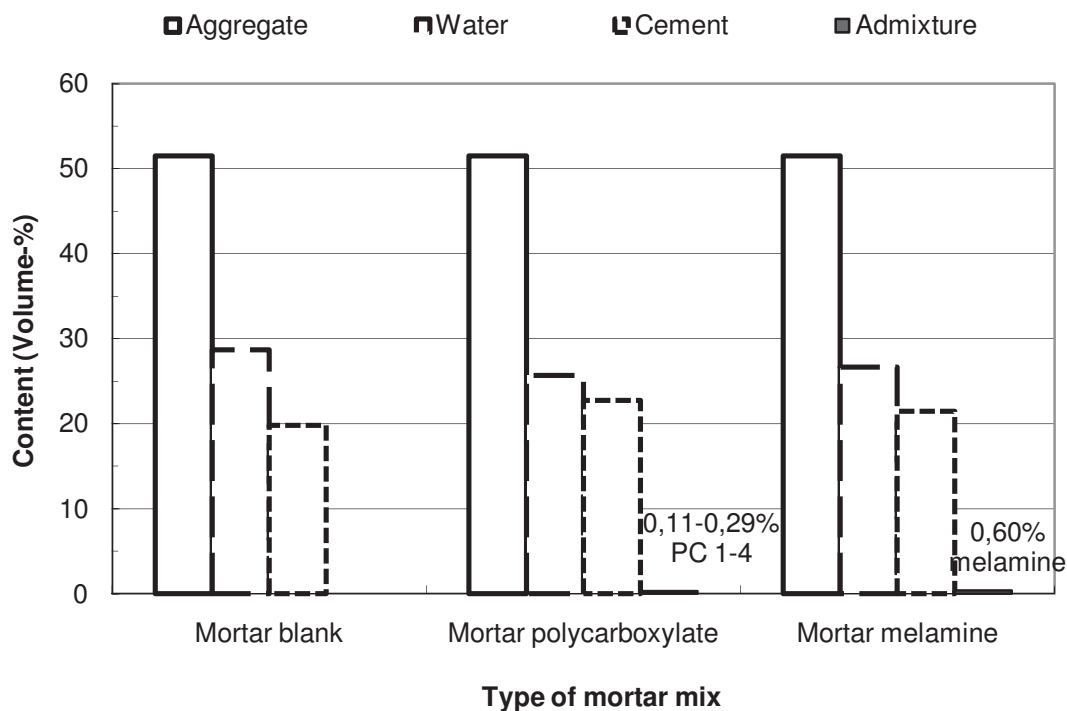 Aggregate Water Cement Admixture
60
50
40
30
20
10
0
Content (Volume-%)
0,11-0,29%
PC 1-4
0,60%
melamine
Mortar blank Mortar polycarboxylate Mortar melamine
Type of mortar mix